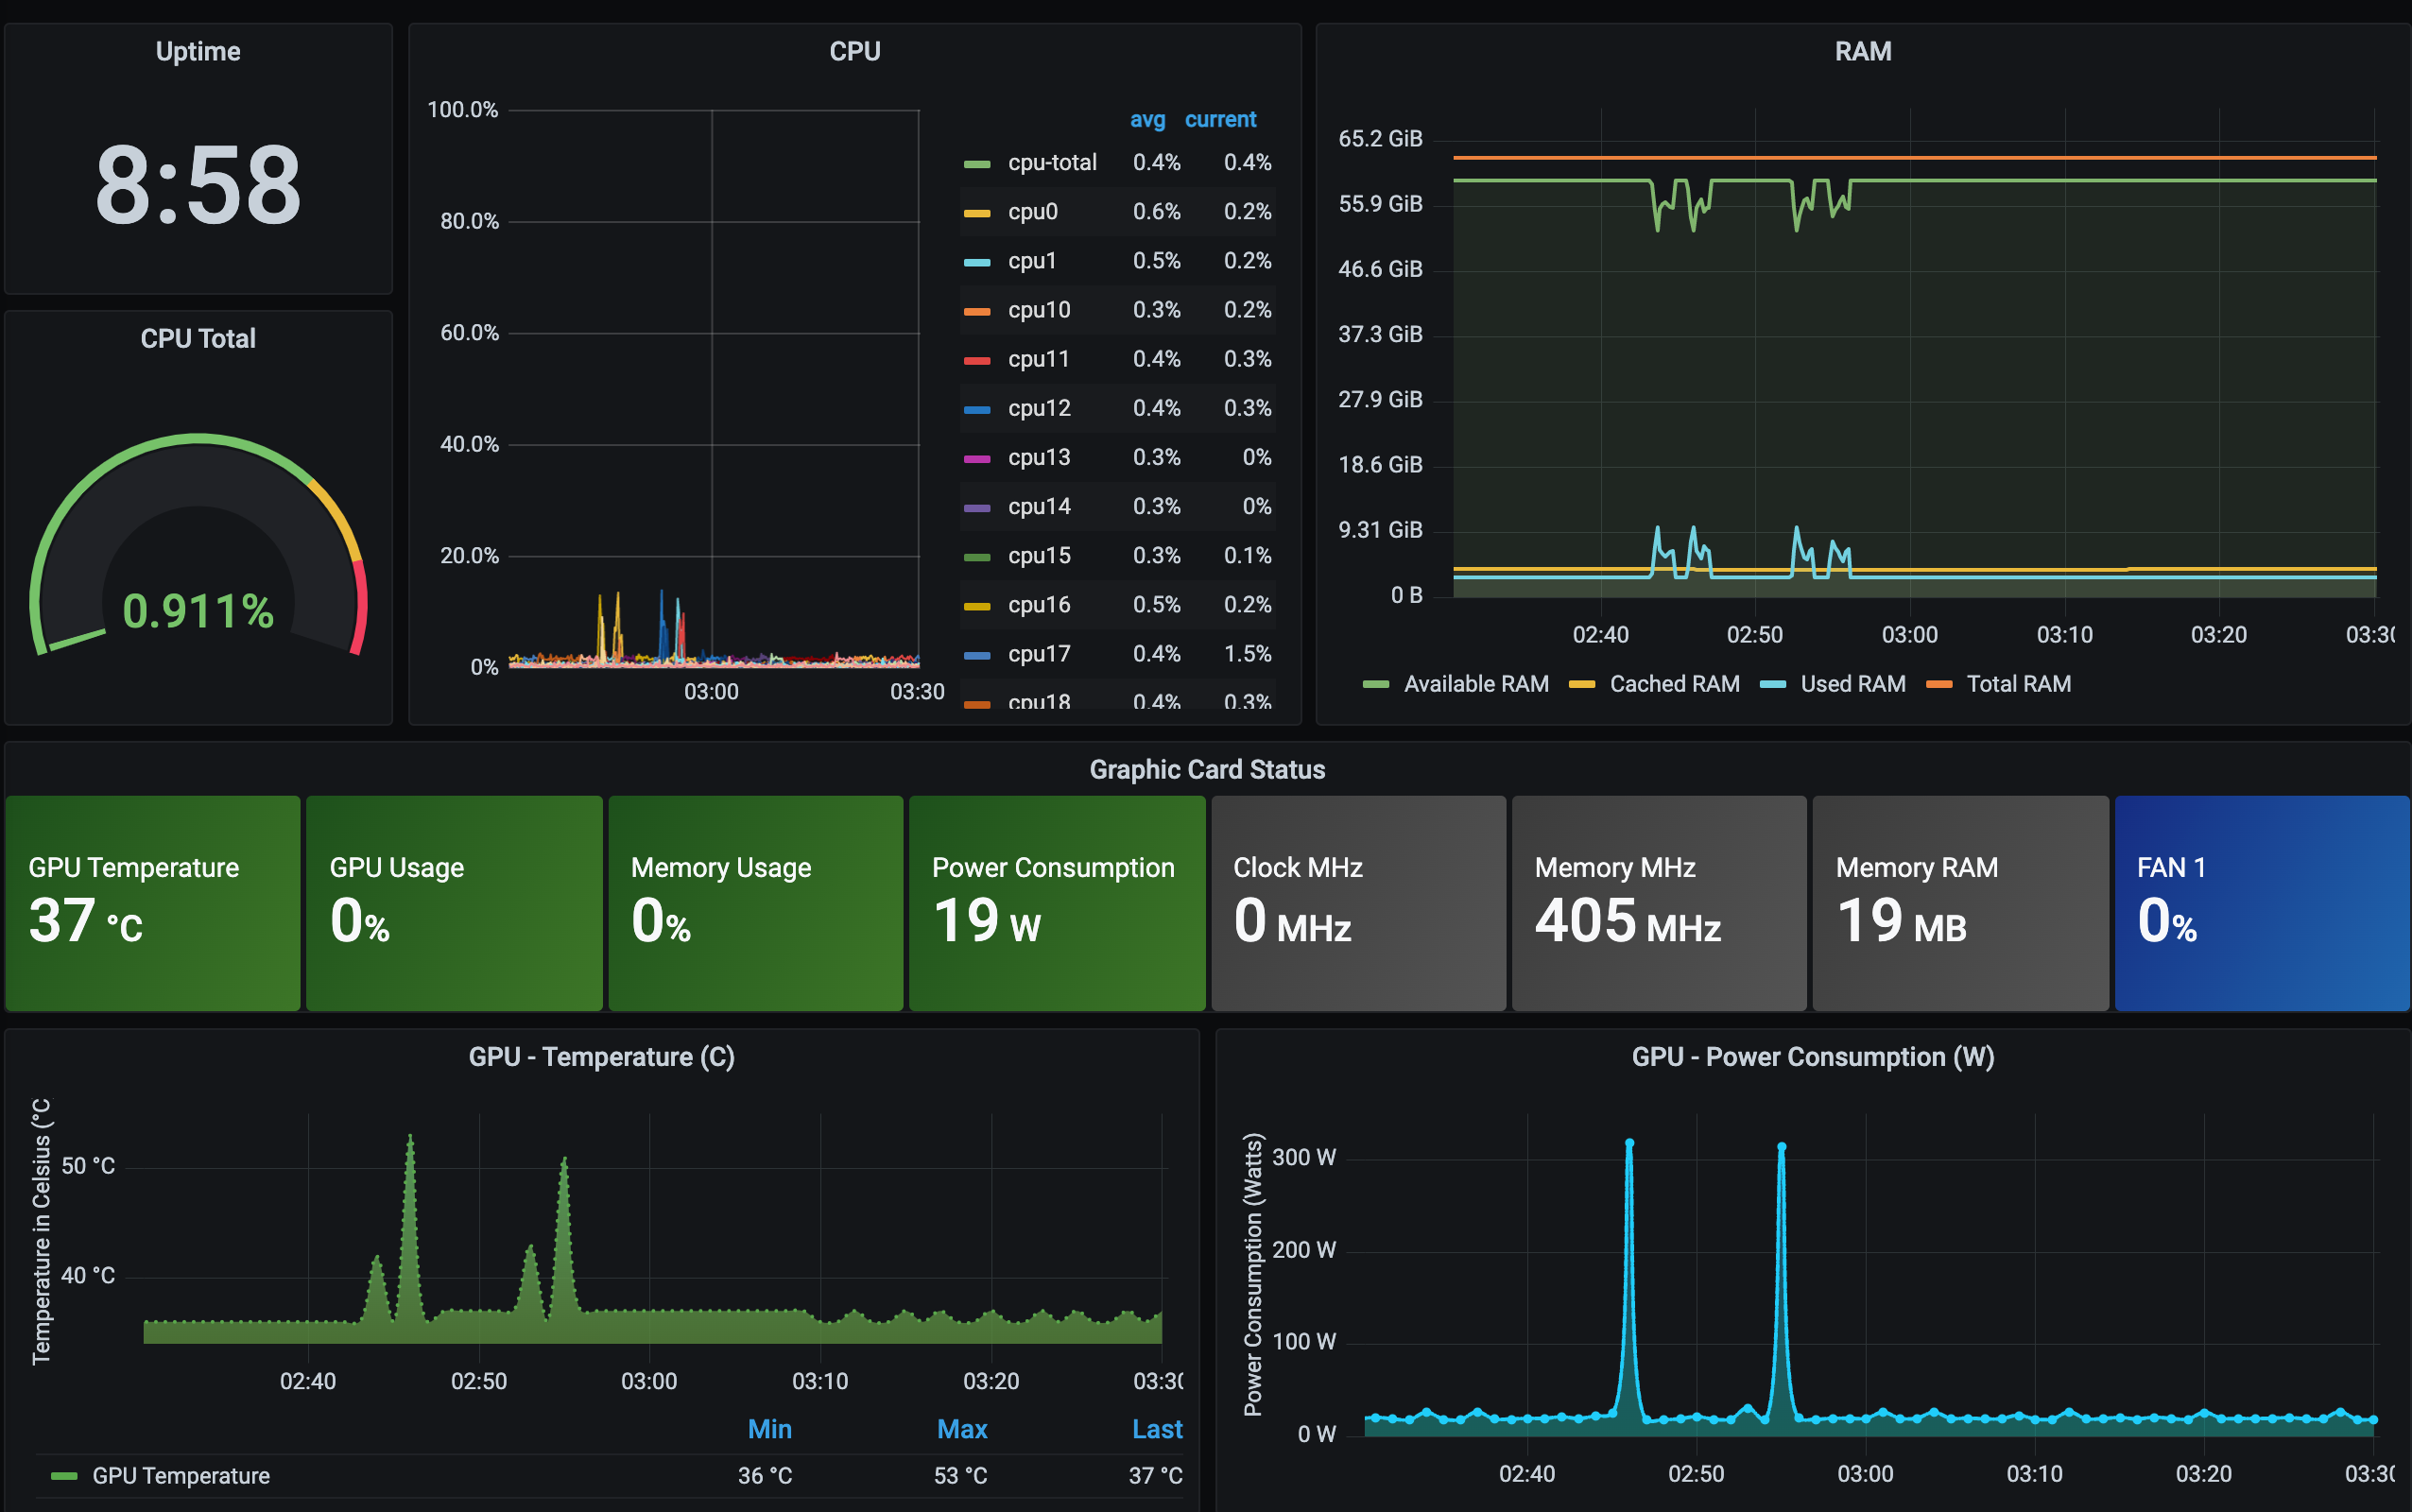 Uptime
8:58
CPU Total
0.911%
CPU
100.0%
80.0%
60.0%
40.0%
20.0%
0%
03:00 03:30
avg current
cpu-total 0.4% 0.4%
cpu0 0.6% 0.2%
cpu1 0.5% 0.2%
cpu10 0.3% 0.2%
cpu11 0.4% 0.3%
cpu12 0.4% 0.3%
cpu13 0.3% 0%
cpu14 0.3% 0%
cpu15 0.3% 0.1%
cpu16 0.5% 0.2%
cpu17 0.4% 1.5%
cpu18 0.4% 0.3%
RAM
65.2 GiB
55.9 GiB
46.6 GiB
37.3 GiB
27.9 GiB
18.6 GiB
9.31 GiB
0 B
02:40 02:50 03:00 03:10 03:20 03:30
Available RAM Cached RAM Used RAM Total RAM
Graphic Card Status
GPU Temperature
37 °C
GPU Usage
0%
Memory Usage
0%
Power Consumption
19 W
Clock MHz
0 MHz
Memory MHz
405 MHz
Memory RAM
19 MB
FAN 1
0%
GPU - Temperature (C)
Temperature in Celsius (°C
50 °C
40 °C
02:40 02:50 03:00 03:10 03:20 03:30
Min Max Last
GPU Temperature 36 °C 53 °C 37 °C
GPU - Power Consumption (W)
Power Consumption (Watts)
300 W
200 W
100 W
0 W
02:40 02:50 03:00 03:10 03:20 03:30